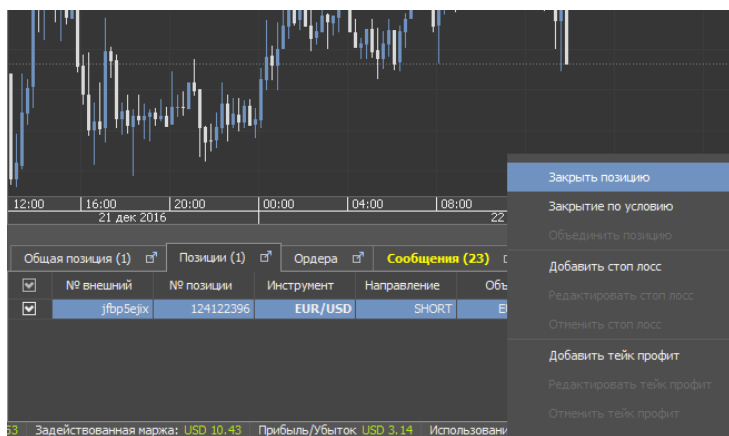 12:00 16:00 20:00 00:00 04:00 08:00
21 дек 2016 22
Закрыть позицию
Закрытие по условию
Объединить позицию
Добавить стоп лосс
Редактировать стоп лосс
Отменить стоп лосс
Добавить тейк профит
Редактировать тейк профит
Отменить тейк профит
Общая позиция (1) Позиции (1) Ордера Сообщения (23)
№ внешний № позиции Инструмент Направление Объ
jfbp5ejix 124122396 EUR/USD SHORT E
53 Задействованная маржа: USD 10.43 Прибыль/Убыток USD 3.14 Использовани